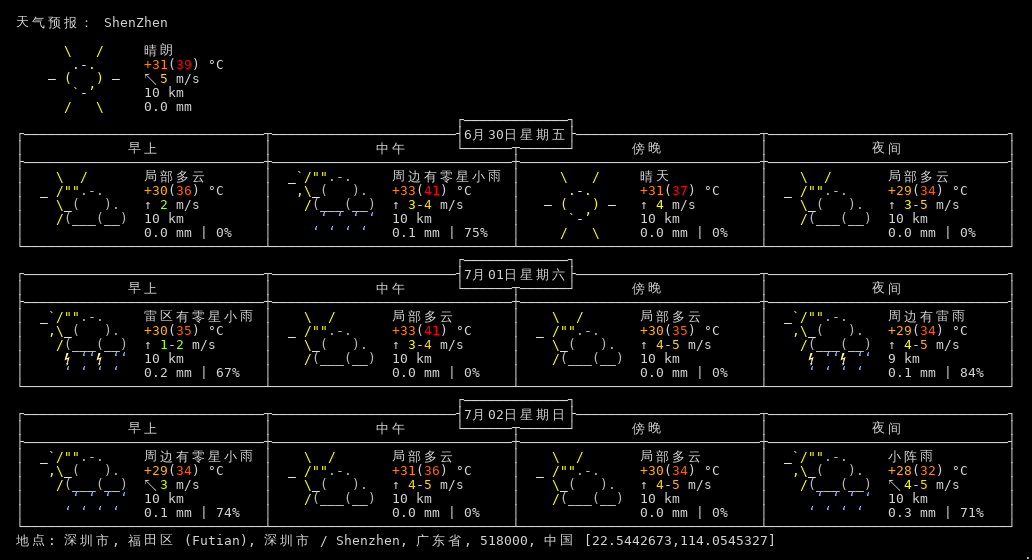 天气预报： ShenZhen
晴朗
+31(39) °C
↖ 5 m/s
10 km
0.0 mm
6月30日星期五
早上 中午 傍晚 夜间
局部多云 周边有零星小雨 晴天 局部多云
+30(36) °C +33(41) °C +31(37) °C +29(34) °C
↑ 2 m/s ↑ 3-4 m/s ↑ 4 m/s ↑ 3-5 m/s
10 km 10 km 10 km 10 km
0.0 mm | 0% 0.1 mm | 75% 0.0 mm | 0% 0.0 mm | 0%
7月01日星期六
早上 中午 傍晚 夜间
雷区有零星小雨 局部多云 局部多云 周边有雷雨
+30(35) °C +33(41) °C +30(35) °C +29(34) °C
↑ 1-2 m/s ↑ 3-4 m/s ↑ 4-5 m/s ↑ 4-5 m/s
10 km 10 km 10 km 9 km
0.2 mm | 67% 0.0 mm | 0% 0.0 mm | 0% 0.1 mm | 84%
7月02日星期日
早上 中午 傍晚 夜间
周边有零星小雨 局部多云 局部多云 小阵雨
+29(34) °C +31(36) °C +30(34) °C +28(32) °C
↖ 3 m/s ↑ 4-5 m/s ↑ 4-5 m/s ↖ 4-5 m/s
10 km 10 km 10 km 10 km
0.1 mm | 74% 0.0 mm | 0% 0.0 mm | 0% 0.3 mm | 71%
地点: 深圳市, 福田区 (Futian), 深圳市 / Shenzhen, 广东省, 518000, 中国 [22.5442673,114.0545327]